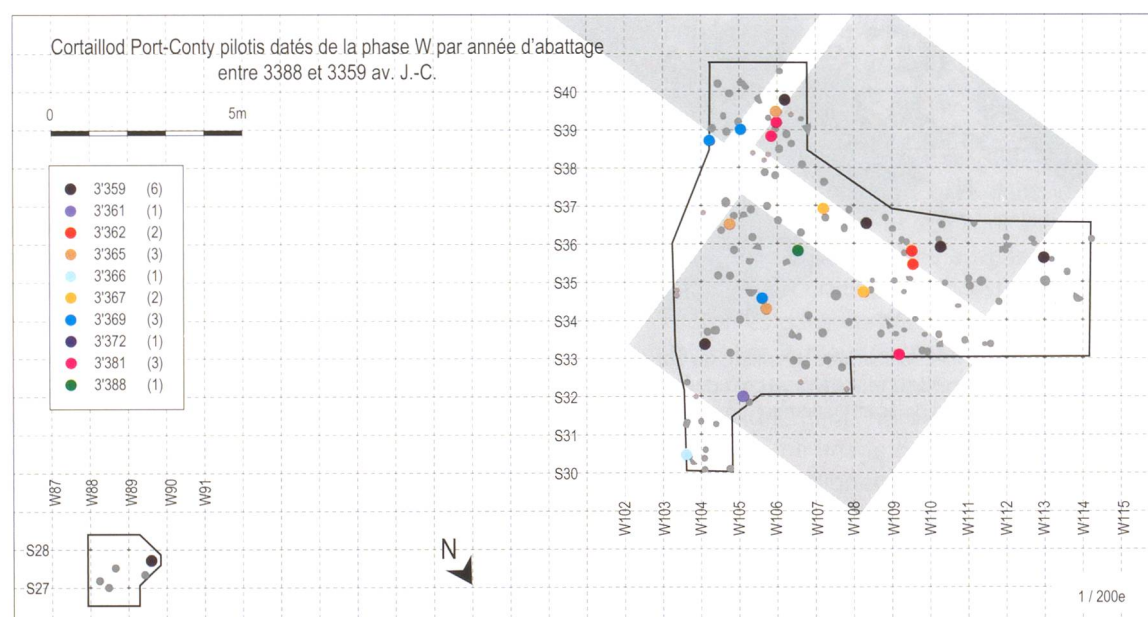 Cortaillod Port-Conty pilotis datés de la phase W par année d'abattage
entre 3388 et 3359 av. J.-C.
0 5m
3'359 (6)
3'361 (1)
3'362 (2)
3'365 (3)
3'366 (1)
3'367 (2)
3'369 (3)
3'372 (1)
3'381 (3)
3'388 (1)
S40
S39
S38
S37
S36
S35
S34
S33
S32
S31
S30
W102 W103 W104 W105 W106 W107 W108 W109 W110 W111 W112 W113 W114 W115
W87 W88 W89 W90 W91
S28
S27
N
1 / 200e